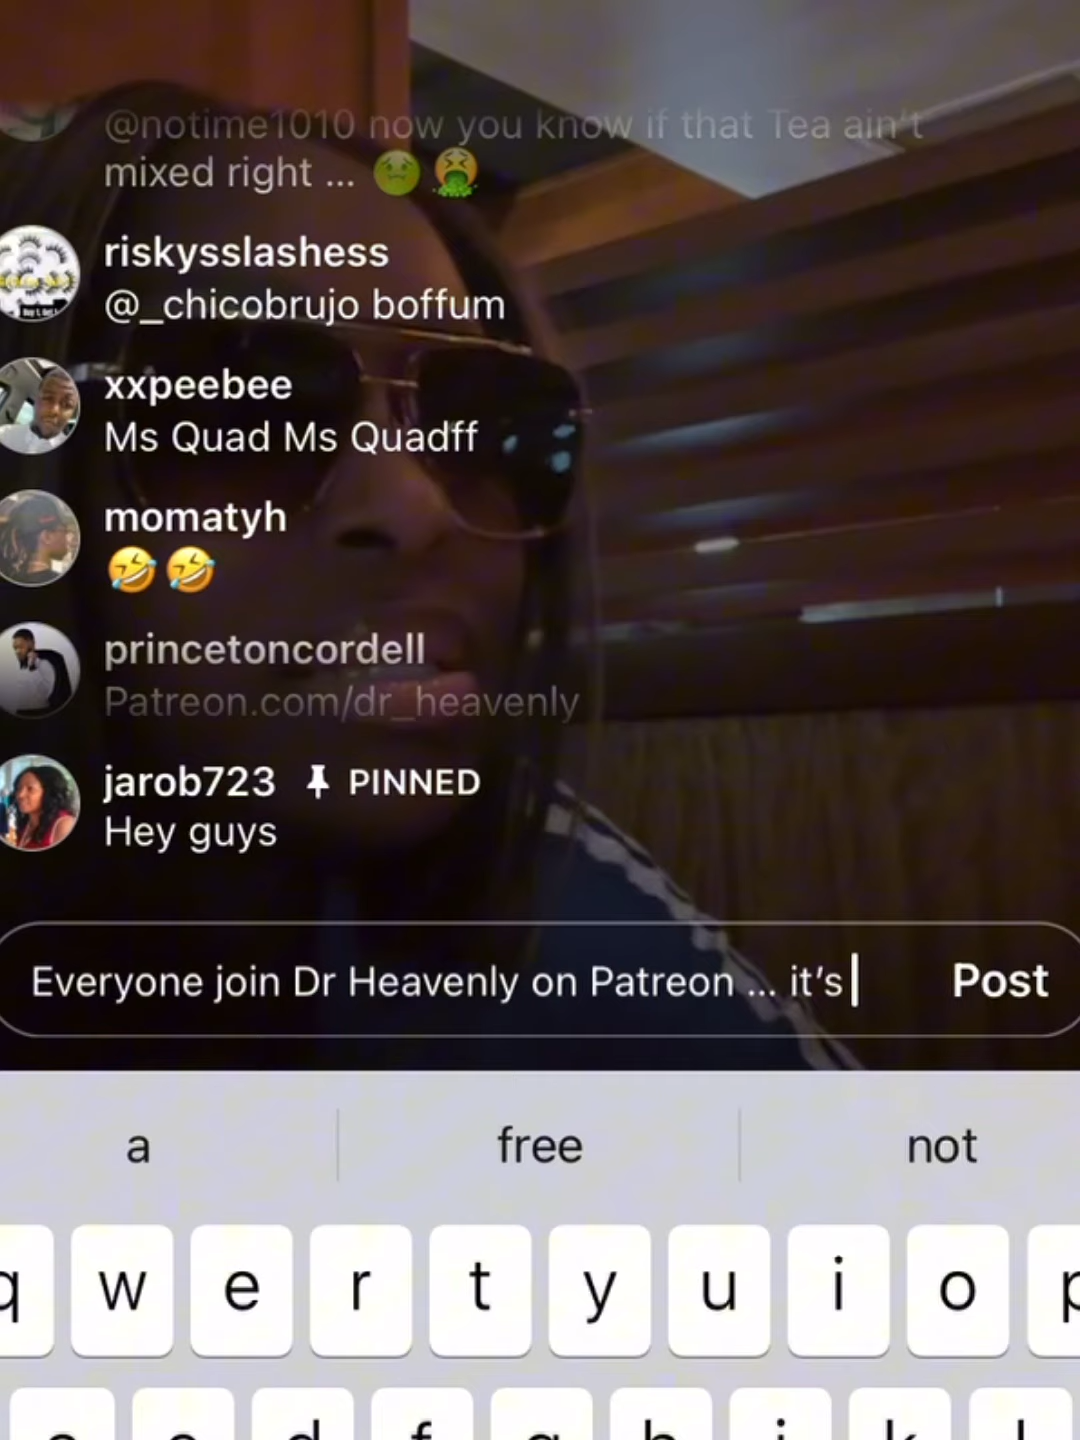 @notime1010 now you know if that Tea ain't
mixed right ... 🤢 🤮
riskysslashess
@_chicobrujo boffum
xxpeebee
Ms Quad Ms Quadff
momatyh
🤣 🤣
princetoncordell
Patreon.com/dr_heavenly
jarob723 PINNED
Hey guys
Everyone join Dr Heavenly on Patreon ... it's Post
a free not
q w e r t y u i o p